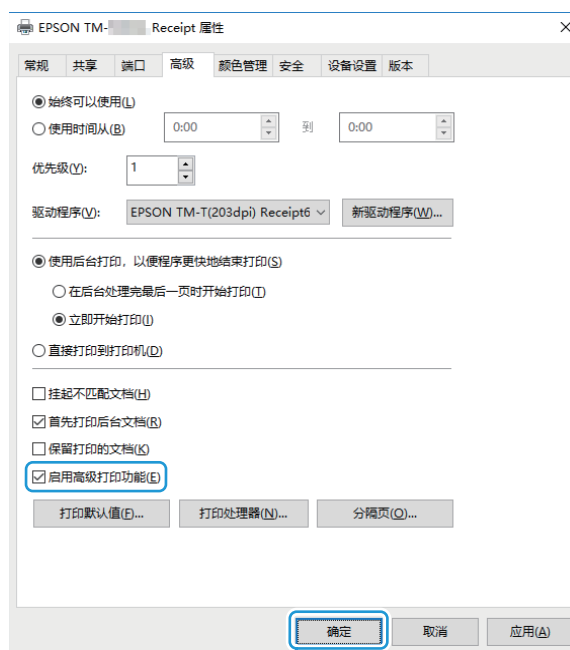 EPSON TM- Receipt 属性
常规 共享 端口 高级 颜色管理 安全 设备设置 版本
始终可以使用(L)
使用时间从(B) 0:00 到 0:00
优先级(Y): 1
驱动程序(V): EPSON TM-T(203dpi) Receipt6 新驱动程序(W)...
使用后台打印，以便程序更快地结束打印(S)
在后台处理完最后一页时开始打印(T)
立即开始打印(I)
直接打印到打印机(D)
挂起不匹配文档(H)
首先打印后台文档(R)
保留打印的文档(K)
启用高级打印功能(E)
打印默认值(F)... 打印处理器(N)... 分隔页(O)...
确定 取消 应用(A)